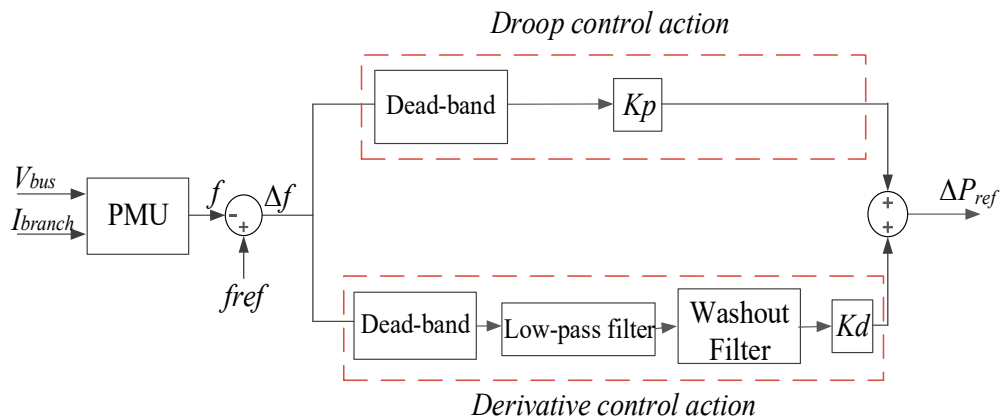 Droop control action
Dead-band
Kp
Vbus
Ibranch
PMU
f
-
+
Δf
fref
+
+
ΔPref
Dead-band
Low-pass filter
Washout
Filter
Kd
Derivative control action